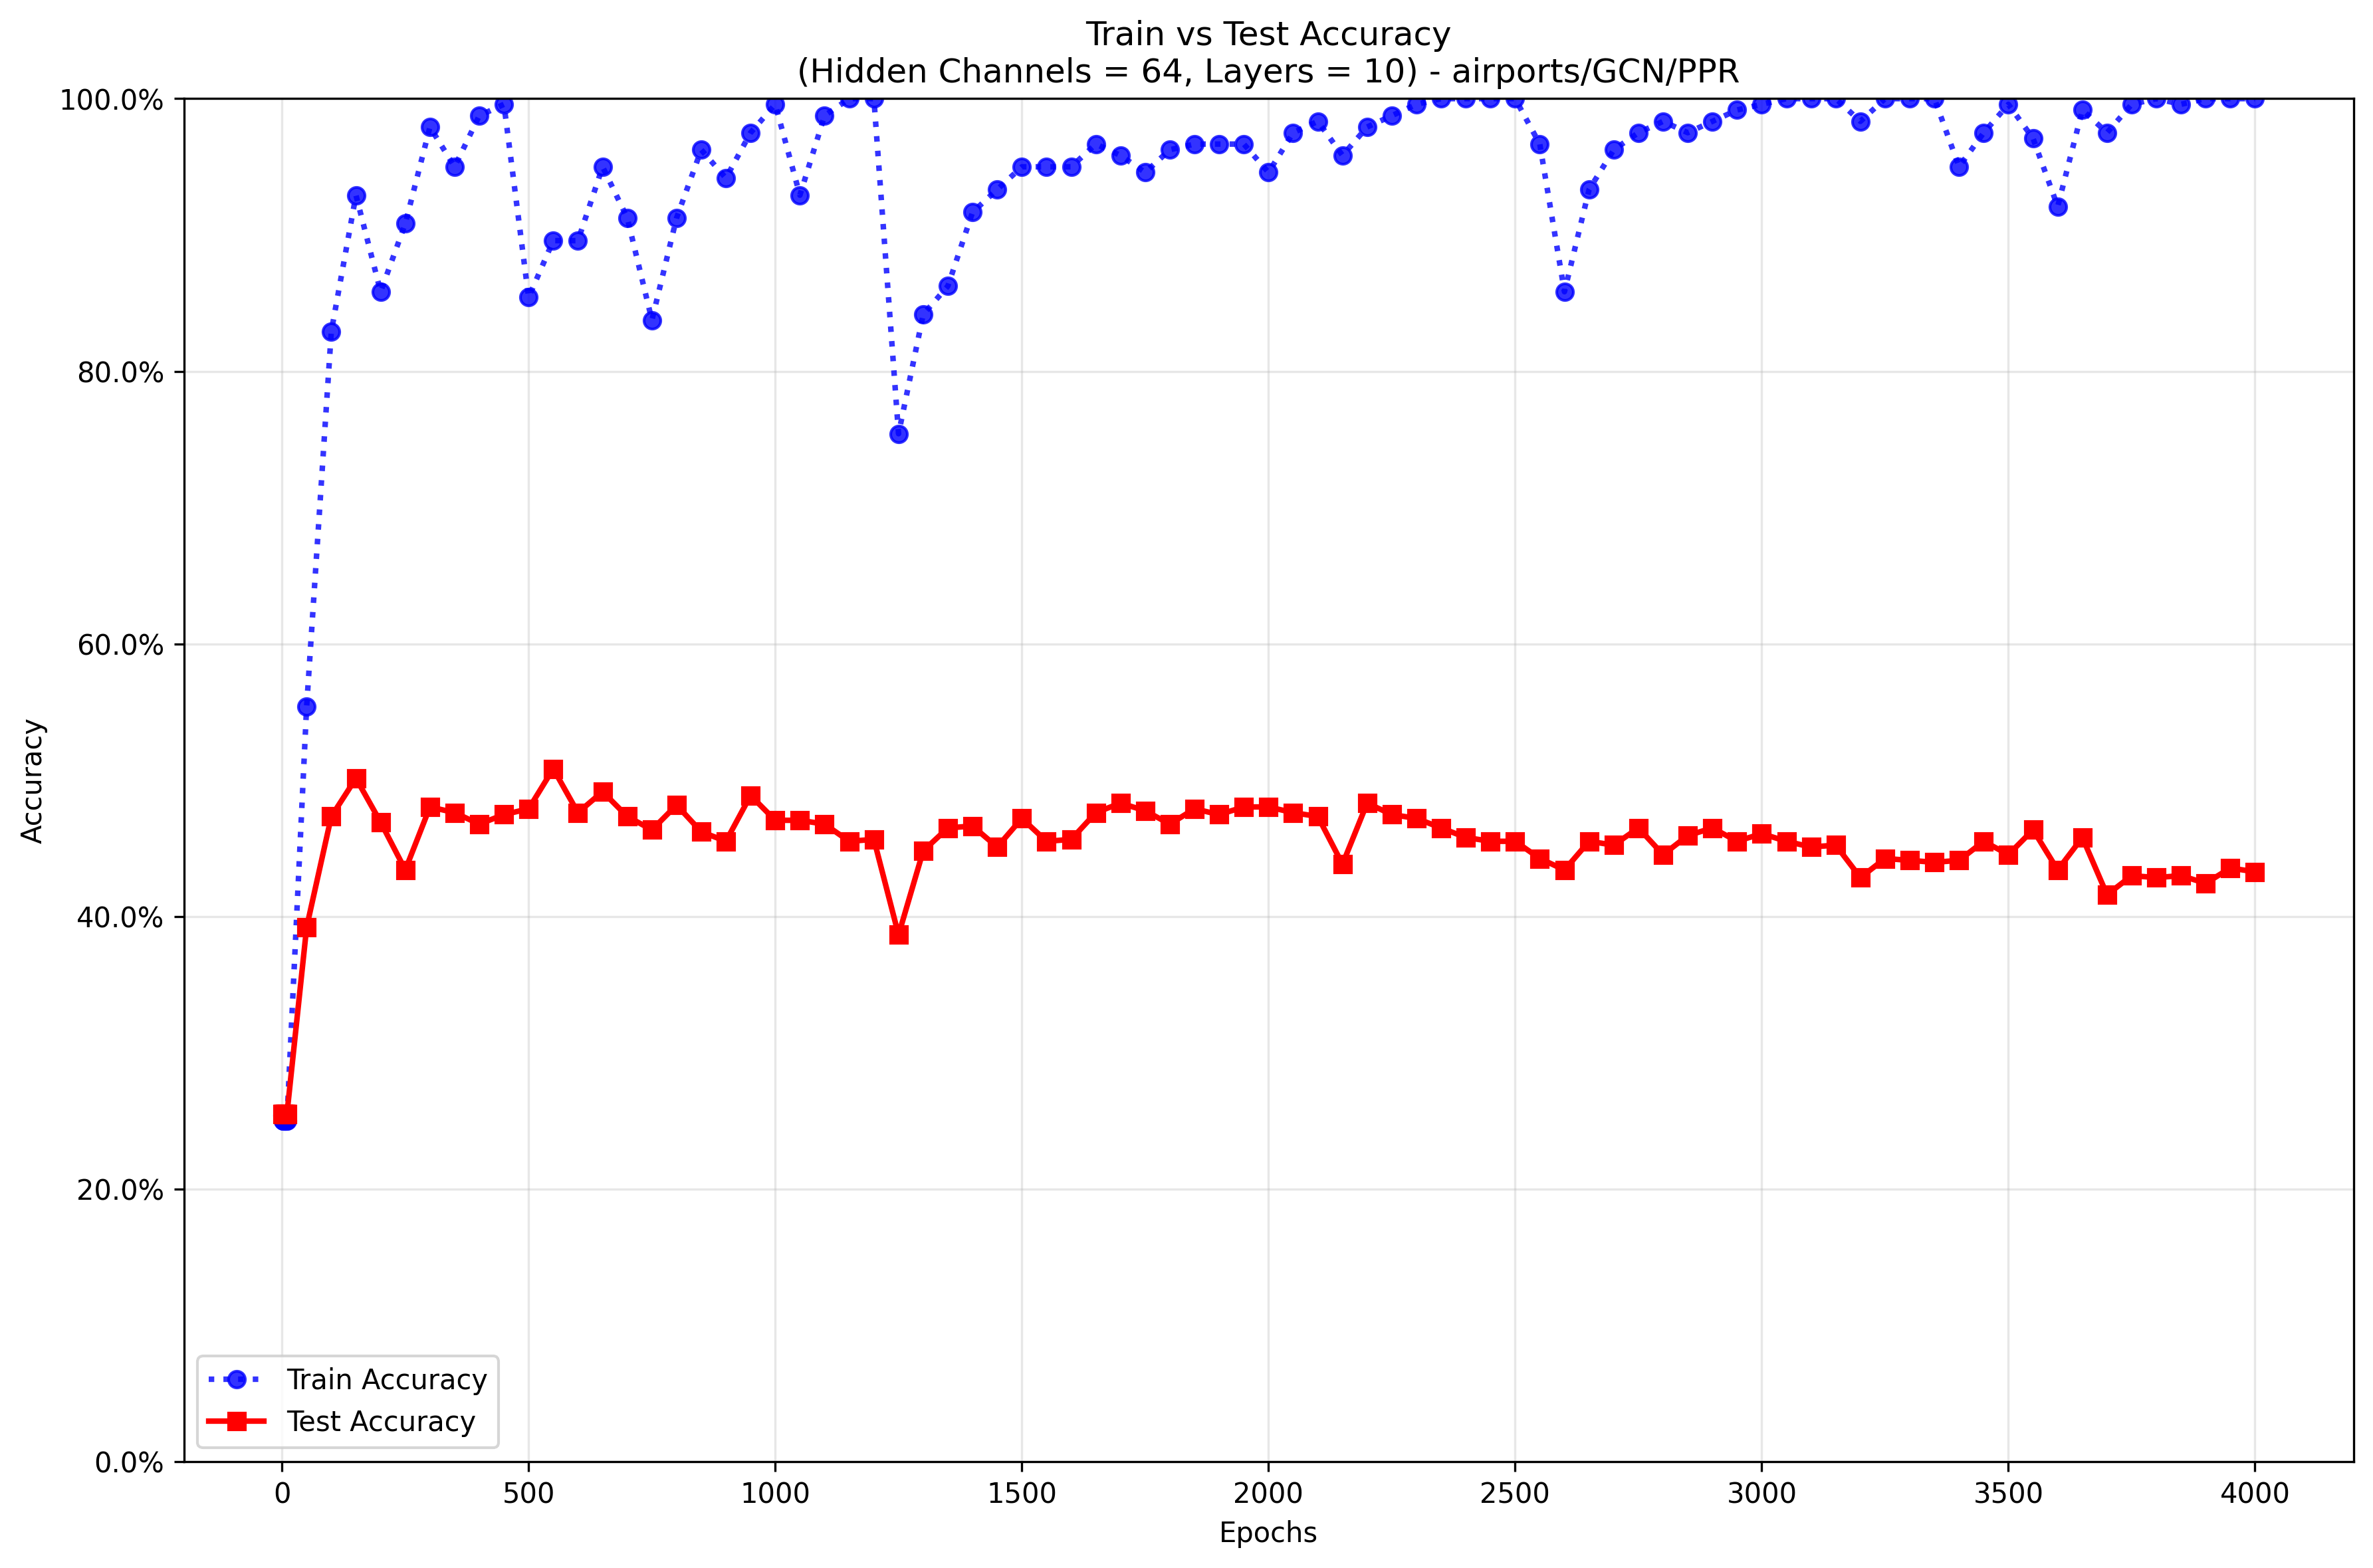 Train vs Test Accuracy
(Hidden Channels = 64, Layers = 10) - airports/GCN/PPR
100.0%
80.0%
60.0%
40.0%
20.0%
0.0%
Accuracy
Train Accuracy
Test Accuracy
0 500 1000 1500 2000 2500 3000 3500 4000
Epochs